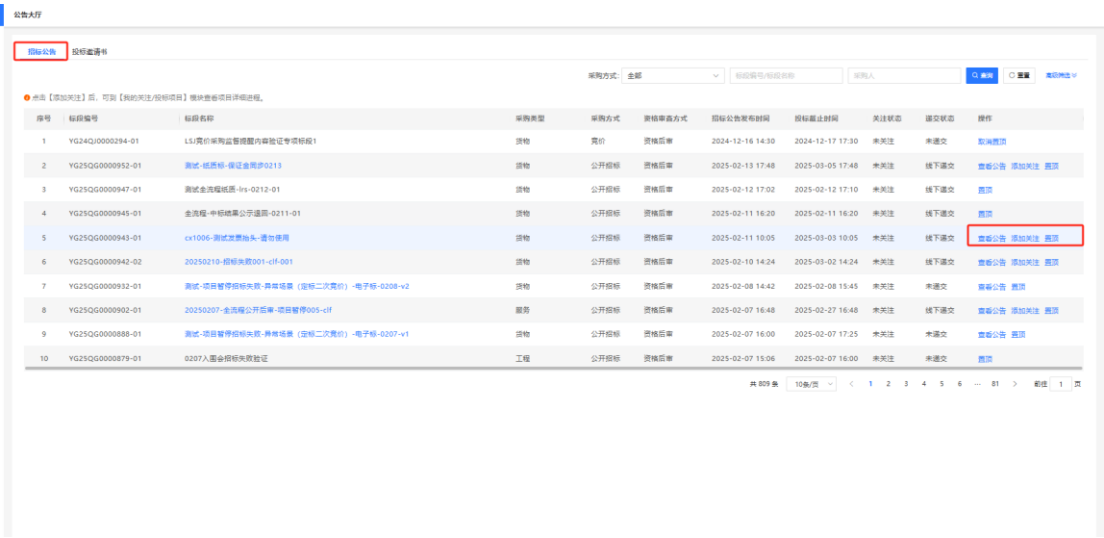 公告大厅
招标公告 投标邀请书
采购方式: 全部 标段编号/标段名称 采购人 查询 重置 高级筛选
点击【添加关注】后，可到【我的关注/投标项目】模块查看项目详细进程。
序号 标段编号 标段名称 采购类型 采购方式 资格审查方式 招标公告发布时间 投标截止时间 关注状态 递交状态 操作
1 YG24QJ0000294-01 LSJ竞价采购监督提醒内容验证专项标段1 货物 竞价 资格后审 2024-12-16 14:30 2024-12-17 17:30 未关注 未递交 取消置顶
2 YG25QG0000952-01 测试-纸质标-保证金同步0213 货物 公开招标 资格后审 2025-02-13 17:48 2025-03-05 17:48 未关注 线下递交 查看公告 添加关注 置顶
3 YG25QG0000947-01 测试全流程纸质-lrs-0212-01 货物 公开招标 资格后审 2025-02-12 17:02 2025-02-12 17:10 未关注 线下递交 置顶
4 YG25QG0000945-01 全流程-中标结果公示退回-0211-01 货物 公开招标 资格后审 2025-02-11 16:20 2025-02-11 16:20 未关注 线下递交 置顶
5 YG25QG0000943-01 cx1006-测试发票抬头-请勿使用 货物 公开招标 资格后审 2025-02-11 10:05 2025-03-03 10:05 未关注 线下递交 查看公告 添加关注 置顶
6 YG25QG0000942-02 20250210-招标失败001-clf-001 货物 公开招标 资格后审 2025-02-10 14:24 2025-03-02 14:24 未关注 线下递交 查看公告 添加关注 置顶
7 YG25QG0000932-01 测试-项目暂停招标失败-异常场景（定标二次竞价）-电子标-0208-v2 货物 公开招标 资格后审 2025-02-08 14:42 2025-02-08 15:45 未关注 未递交 查看公告 置顶
8 YG25QG0000902-01 20250207-全流程公开后审-项目暂停005-clf 服务 公开招标 资格后审 2025-02-07 16:48 2025-02-27 16:48 未关注 线下递交 查看公告 添加关注 置顶
9 YG25QG0000888-01 测试-项目暂停招标失败-异常场景（定标二次竞价）-电子标-0207-v1 货物 公开招标 资格后审 2025-02-07 16:00 2025-02-07 17:25 未关注 未递交 查看公告 置顶
10 YG25QG0000879-01 0207入围会招标失败验证 工程 公开招标 资格后审 2025-02-07 15:06 2025-02-07 16:00 未关注 未递交 置顶
共 809 条 10条/页 < 1 2 3 4 5 6 ... 81 > 前往 1 页